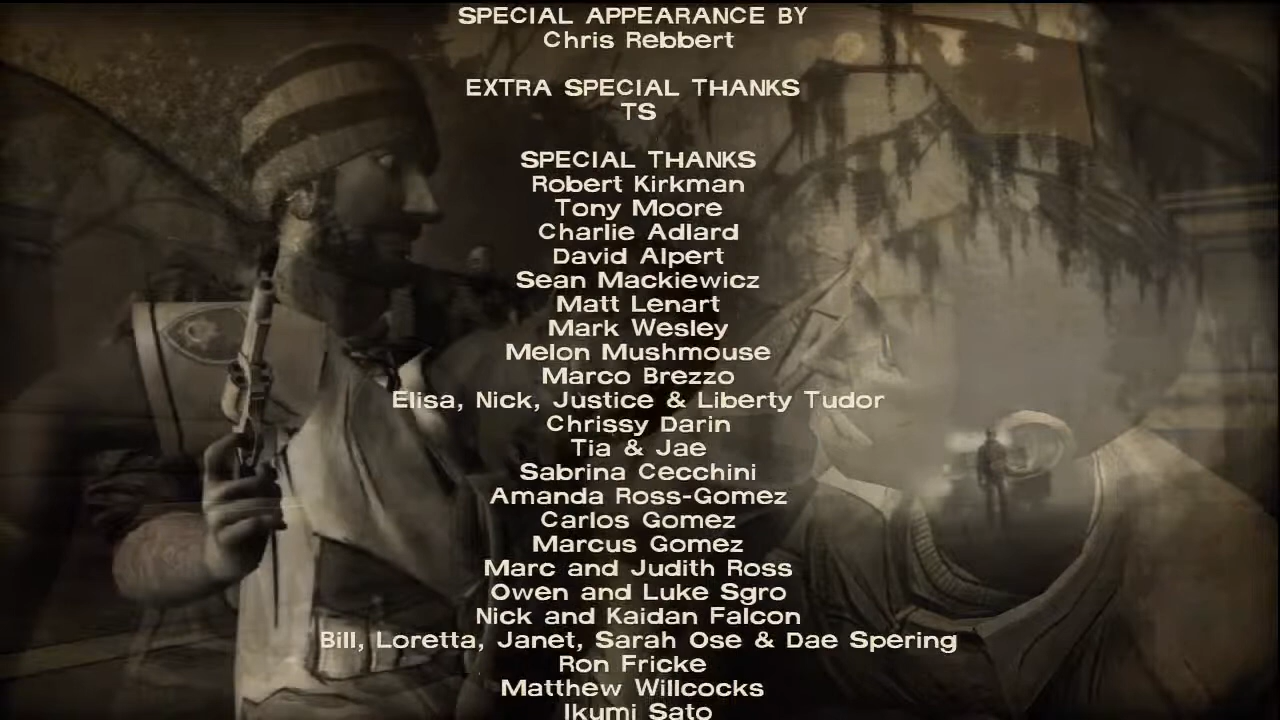 SPECIAL APPEARANCE BY
Chris Rebbert
EXTRA SPECIAL THANKS
TS
SPECIAL THANKS
Robert Kirkman
Tony Moore
Charlie Adlard
David Alpert
Sean Mackiewicz
Matt Lenart
Mark Wesley
Melon Mushmouse
Marco Brezzo
Elisa, Nick, Justice & Liberty Tudor
Chrissy Darin
Tia & Jae
Sabrina Cecchini
Amanda Ross-Gomez
Carlos Gomez
Marcus Gomez
Marc and Judith Ross
Owen and Luke Sgro
Nick and Kaidan Falcon
Bill, Loretta, Janet, Sarah Ose & Dae Spering
Ron Fricke
Matthew Willcocks
Ikumi Sato